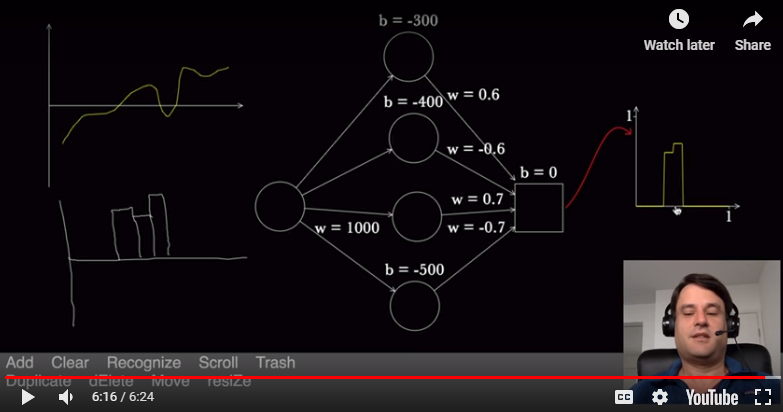 b = -300
Watch later Share
b = -400 w = 0.6
1
w = -0.6
b = 0
w = 0.7
w = 1000 w = -0.7
1
b = -500
Add Clear Recognize Scroll Trash
Duplicate dElete Move resiZe
6:16 / 6:24 CC YouTube